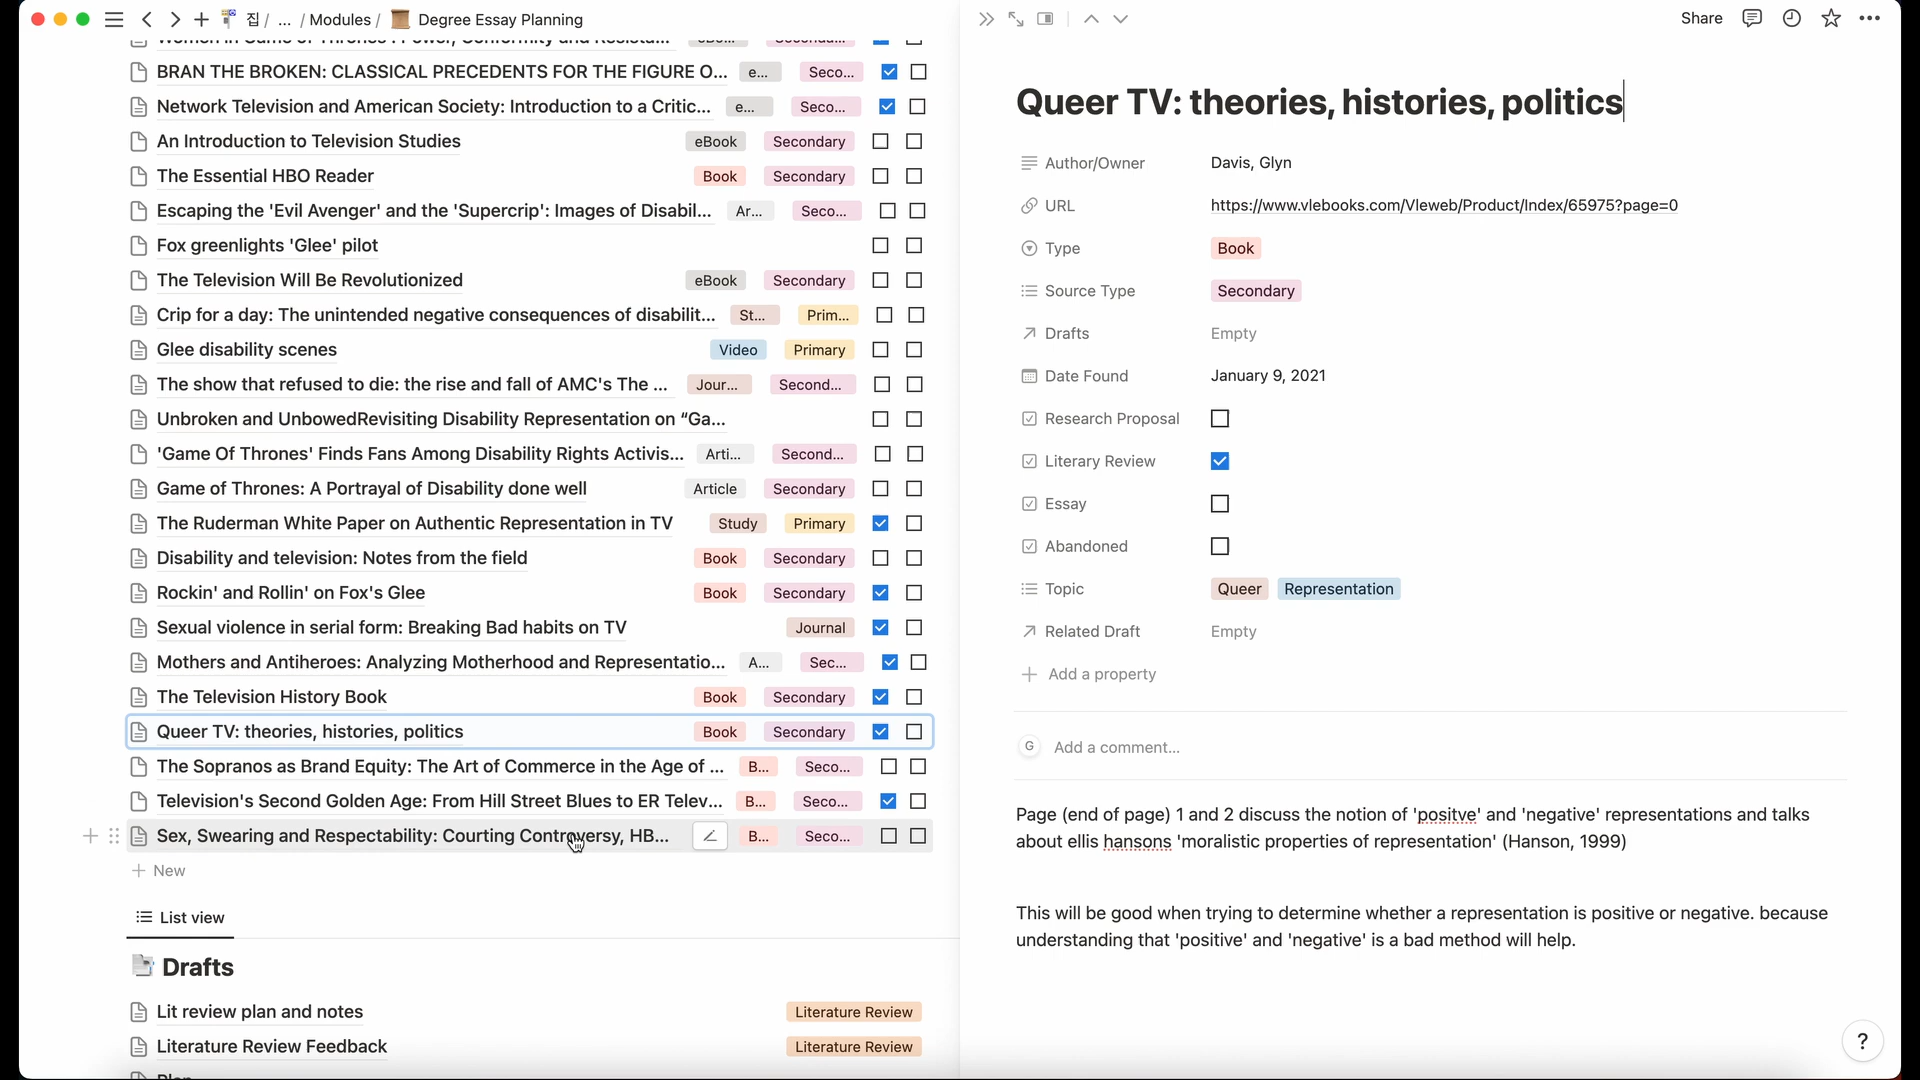 집 / ... / Modules / Degree Essay Planning
Share
BRAN THE BROKEN: CLASSICAL PRECEDENTS FOR THE FIGURE O... e... Seco...
Network Television and American Society: Introduction to a Critic... e... Seco...
An Introduction to Television Studies eBook Secondary
The Essential HBO Reader Book Secondary
Escaping the 'Evil Avenger' and the 'Supercrip': Images of Disabil... Ar... Seco...
Fox greenlights 'Glee' pilot
The Television Will Be Revolutionized eBook Secondary
Crip for a day: The unintended negative consequences of disabilit... St... Prim...
Glee disability scenes Video Primary
The show that refused to die: the rise and fall of AMC's The ... Jour... Second...
Unbroken and UnbowedRevisiting Disability Representation on “Ga...
'Game Of Thrones' Finds Fans Among Disability Rights Activis... Arti... Second...
Game of Thrones: A Portrayal of Disability done well Article Secondary
The Ruderman White Paper on Authentic Representation in TV Study Primary
Disability and television: Notes from the field Book Secondary
Rockin' and Rollin' on Fox's Glee Book Secondary
Sexual violence in serial form: Breaking Bad habits on TV Journal
Mothers and Antiheroes: Analyzing Motherhood and Representatio... A... Sec...
The Television History Book Book Secondary
Queer TV: theories, histories, politics Book Secondary
The Sopranos as Brand Equity: The Art of Commerce in the Age of ... B... Seco...
Television's Second Golden Age: From Hill Street Blues to ER Telev... B... Seco...
Sex, Swearing and Respectability: Courting Controversy, HB... B... Seco...
New
List view
Drafts
Lit review plan and notes Literature Review
Literature Review Feedback Literature Review
Queer TV: theories, histories, politics
Author/Owner Davis, Glyn
URL https://www.vlebooks.com/Vleweb/Product/Index/65975?page=0
Type Book
Source Type Secondary
Drafts Empty
Date Found January 9, 2021
Research Proposal
Literary Review
Essay
Abandoned
Topic Queer Representation
Related Draft Empty
Add a property
G Add a comment...
Page (end of page) 1 and 2 discuss the notion of 'positve' and 'negative' representations and talks
about ellis hansons 'moralistic properties of representation' (Hanson, 1999)
This will be good when trying to determine whether a representation is positive or negative. because
understanding that 'positive' and 'negative' is a bad method will help.
?